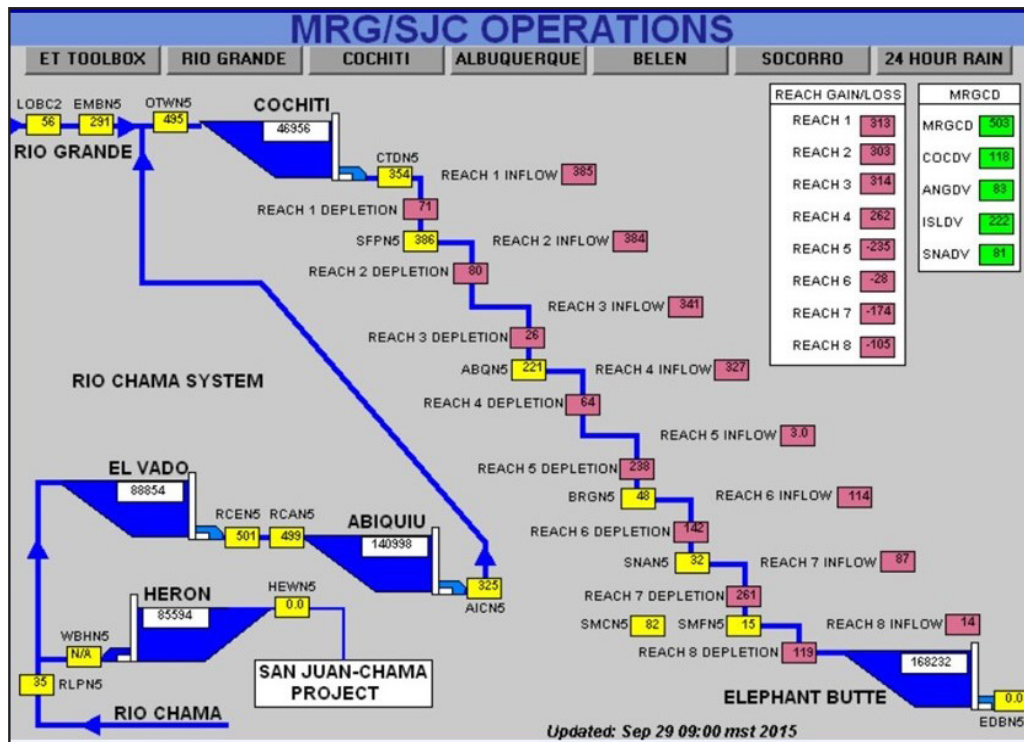 MRG/SJC OPERATIONS
ET TOOLBOX RIO GRANDE COCHITI ALBUQUERQUE BELEN SOCORRO 24 HOUR RAIN
LOBC2 EMBN5 OTWN5 COCHITI
56 291 495 46956
RIO GRANDE
CTDN5
354
REACH 1 INFLOW 385
REACH 1 DEPLETION 71
SFPN5 386
REACH 2 INFLOW 384
REACH 2 DEPLETION 80
REACH 3 INFLOW 341
REACH 3 DEPLETION 26
ABQN5 221
REACH 4 INFLOW 327
REACH 4 DEPLETION 64
REACH 5 INFLOW 3.0
REACH 5 DEPLETION 238
BRGN5 48
REACH 6 INFLOW 114
REACH 6 DEPLETION 142
SNAN5 32
REACH 7 INFLOW 87
REACH 7 DEPLETION 261
SMCN5 82
SMFN5 15
REACH 8 INFLOW 14
REACH 8 DEPLETION 119
168232
ELEPHANT BUTTE
0.0
EDBN5
REACH GAIN/LOSS
REACH 1 313
REACH 2 303
REACH 3 314
REACH 4 262
REACH 5 -235
REACH 6 -28
REACH 7 -174
REACH 8 -105
MRGCD
MRGCD 503
COCDV 118
ANGDV 83
ISLDV 222
SNADV 81
RIO CHAMA SYSTEM
EL VADO
88854
RCEN5 RCAN5
501 499
ABIQUIU
140998
325
AICN5
HERON
85594
HEWN5
0.0
WBHN5
N/A
35
RLPN5
SAN JUAN-CHAMA
PROJECT
RIO CHAMA
Updated: Sep 29 09:00 mst 2015